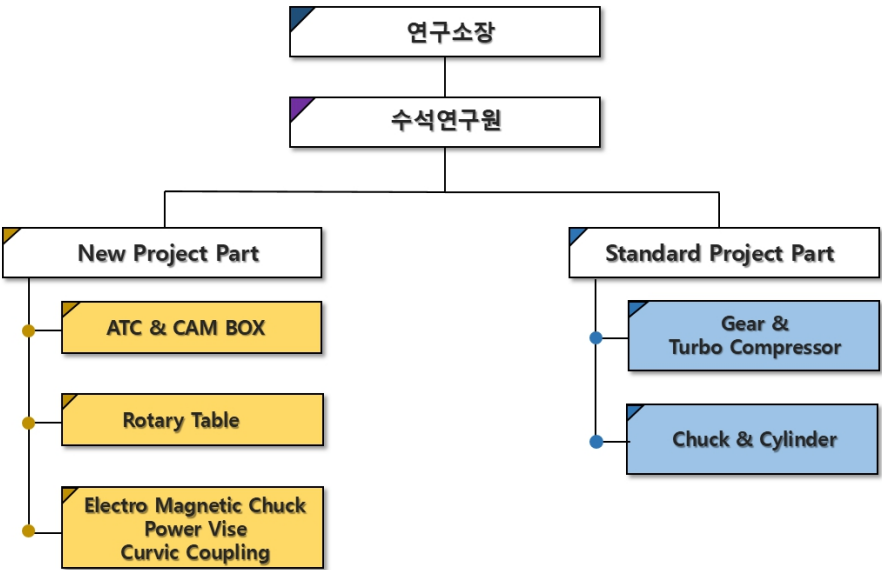 연구소장
수석연구원
New Project Part
ATC & CAM BOX
Rotary Table
Electro Magnetic Chuck
Power Vise
Curvic Coupling
Standard Project Part
Gear &
Turbo Compressor
Chuck & Cylinder